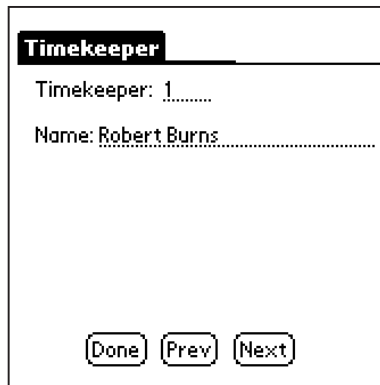 Timekeeper
Timekeeper: 1
Name: Robert Burns
Done Prev Next